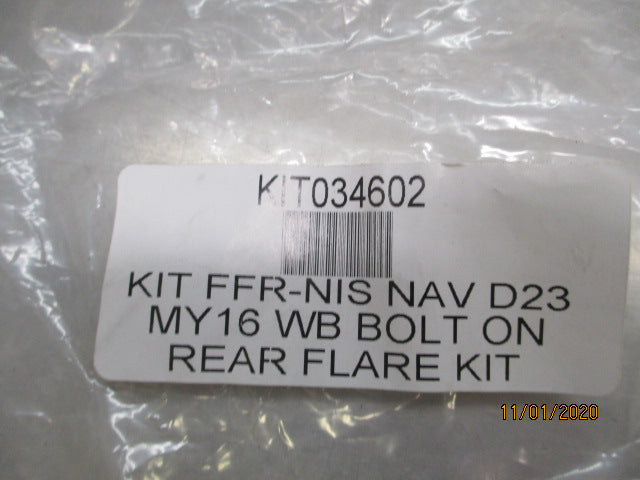 KIT034602
KIT FFR-NIS NAV D23
MY16 WB BOLT ON
REAR FLARE KIT
11/01/2020